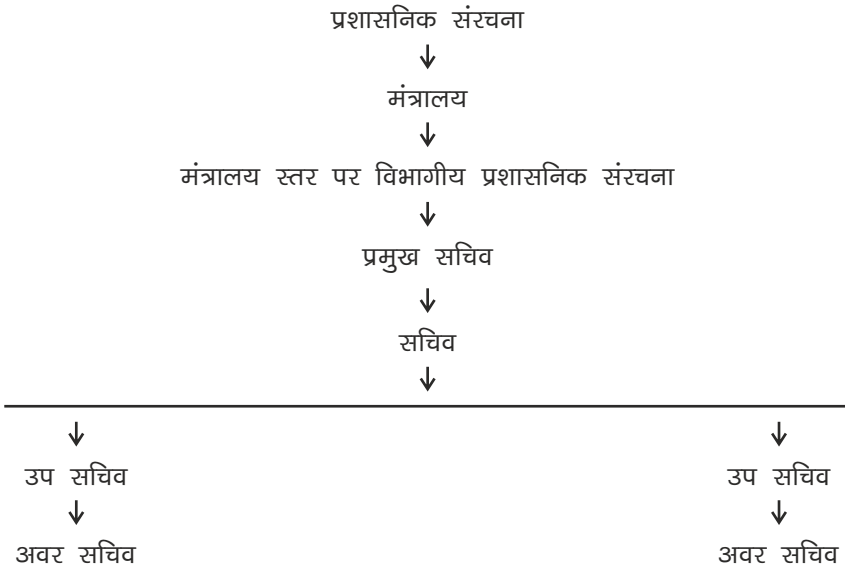 प्रशासनिक संरचना
मंत्रालय
मंत्रालय स्तर पर विभागीय प्रशासनिक संरचना
प्रमुख सचिव
सचिव
उप सचिव उप सचिव
अवर सचिव अवर सचिव